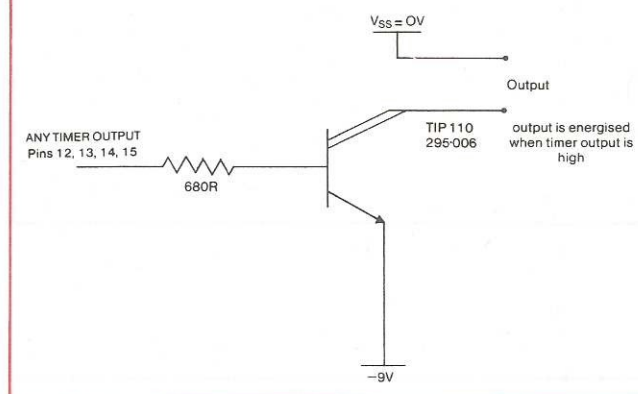 VSS = OV
Output
ANY TIMER OUTPUT
Pins 12, 13, 14, 15
680R
TIP 110
295-006
output is energised
when timer output is
high
−9V